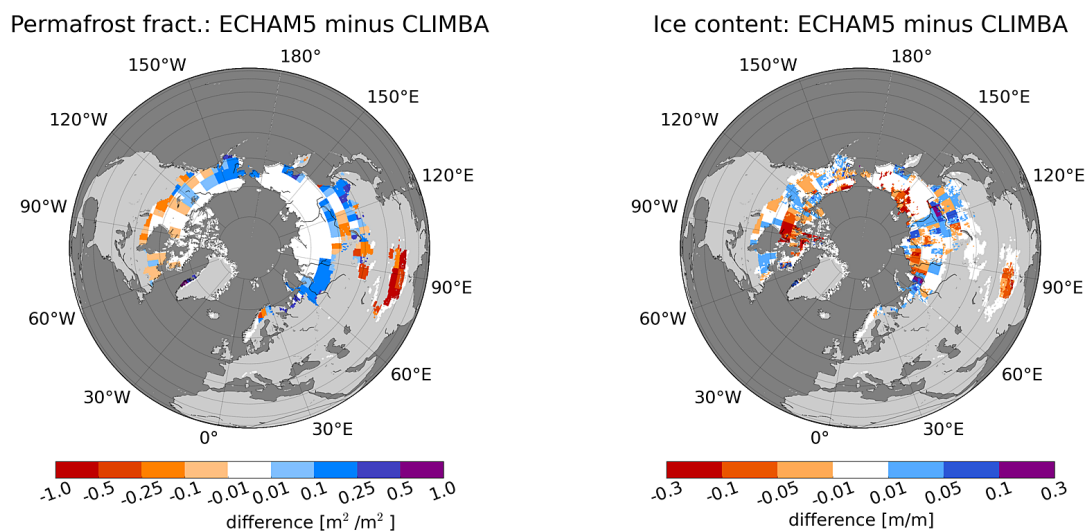 Permafrost fract.: ECHAM5 minus CLIMBA
180°
150°W
150°E
120°W
120°E
90°W
90°E
60°W
60°E
30°W
30°E
0°
-1.0 -0.5 -0.25 -0.1 -0.01 0.01 0.1 0.25 0.5 1.0
difference [m² /m² ]
Ice content: ECHAM5 minus CLIMBA
180°
150°W
150°E
120°W
120°E
90°W
90°E
60°W
60°E
30°W
30°E
0°
-0.3 -0.1 -0.05 -0.01 0.01 0.05 0.1 0.3
difference [m/m]